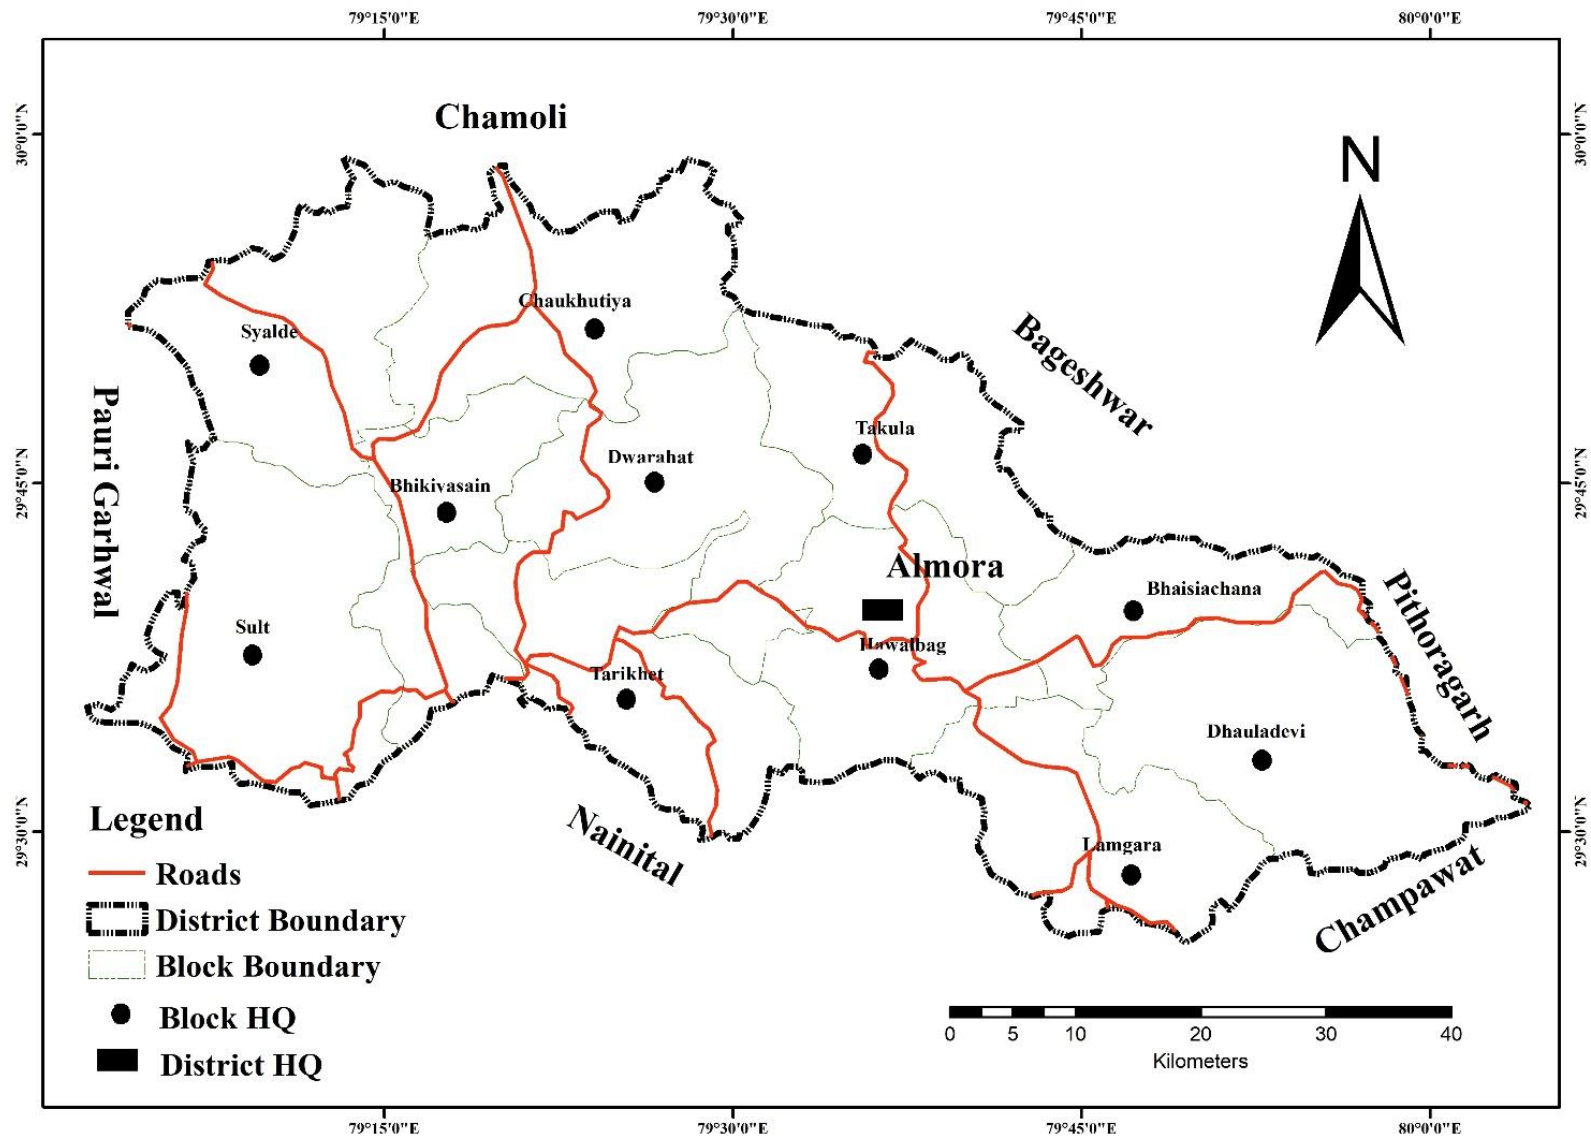 79°15'0"E 79°30'0"E 79°45'0"E 80°0'0"E
30°0'0"N
30°0'0"N
Chamoli
N
Chaukhutiya
Syalde
Bageshwar
Pauri Garhwal
Takula
Dwarahat
Bhikivasain
29°45'0"N
29°45'0"N
Almora
Bhaisiachana
Pithoragarh
Sult
Hawalbag
Tarikhet
Dhauladevi
Nainital
Lamgara
Champawat
29°30'0"N
29°30'0"N
Legend
Roads
District Boundary
Block Boundary
Block HQ
District HQ
0 5 10 20 30 40
Kilometers
79°15'0"E 79°30'0"E 79°45'0"E 80°0'0"E